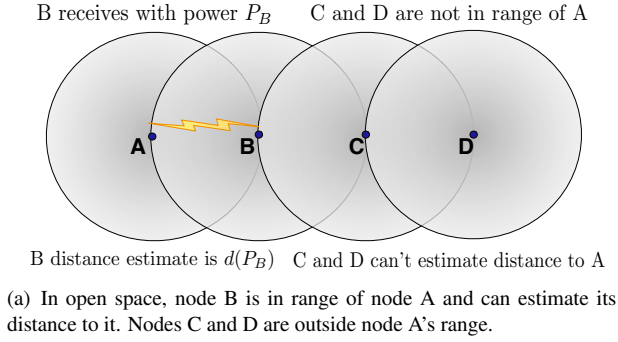 B receives with power P_B    C and D are not in range of A
A B C D
B distance estimate is d(P_B)    C and D can't estimate distance to A
(a) In open space, node B is in range of node A and can estimate its
distance to it. Nodes C and D are outside node A's range.